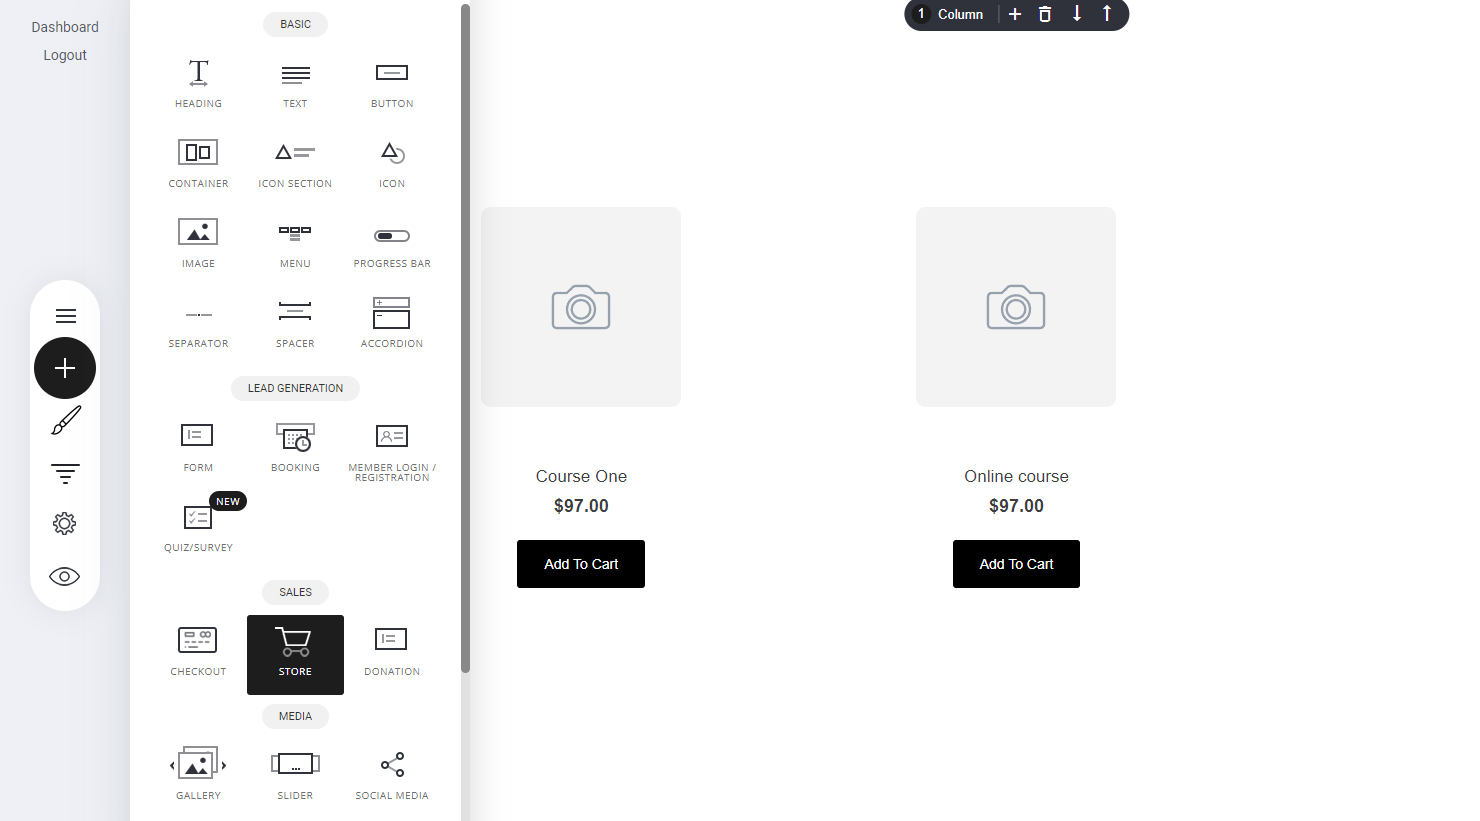 Dashboard
Logout
BASIC
HEADING
TEXT
BUTTON
CONTAINER
ICON SECTION
ICON
IMAGE
MENU
PROGRESS BAR
SEPARATOR
SPACER
ACCORDION
LEAD GENERATION
FORM
BOOKING
MEMBER LOGIN /
REGISTRATION
NEW
QUIZ/SURVEY
SALES
CHECKOUT
STORE
DONATION
MEDIA
GALLERY
SLIDER
SOCIAL MEDIA
1 Column
Course One
$97.00
Add To Cart
Online course
$97.00
Add To Cart